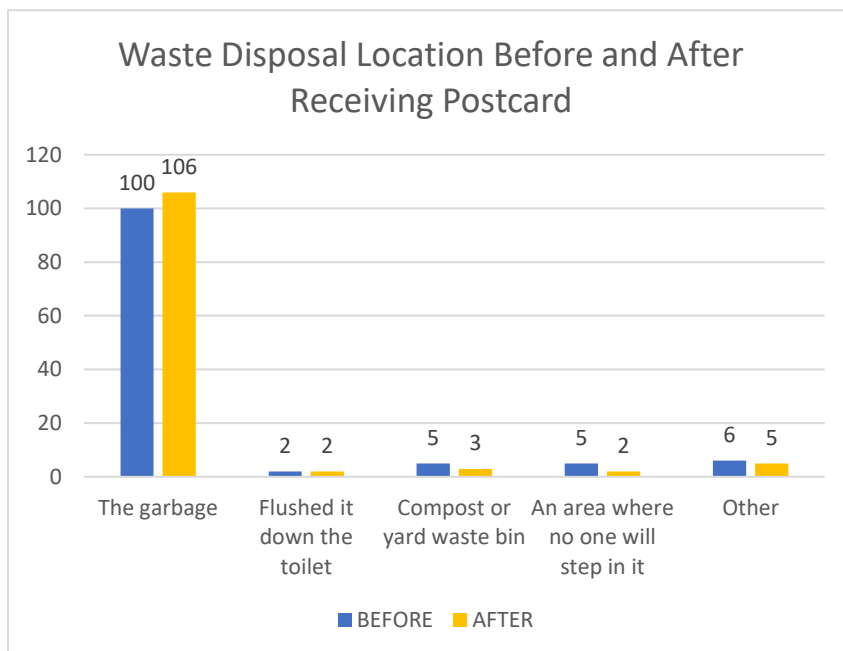 Waste Disposal Location Before and After
Receiving Postcard
120
100
80
60
40
20
0
100
106
2
2
5
3
5
2
6
5
The garbage
Flushed it
down the
toilet
Compost or
yard waste bin
An area where
no one will
step in it
Other
BEFORE
AFTER